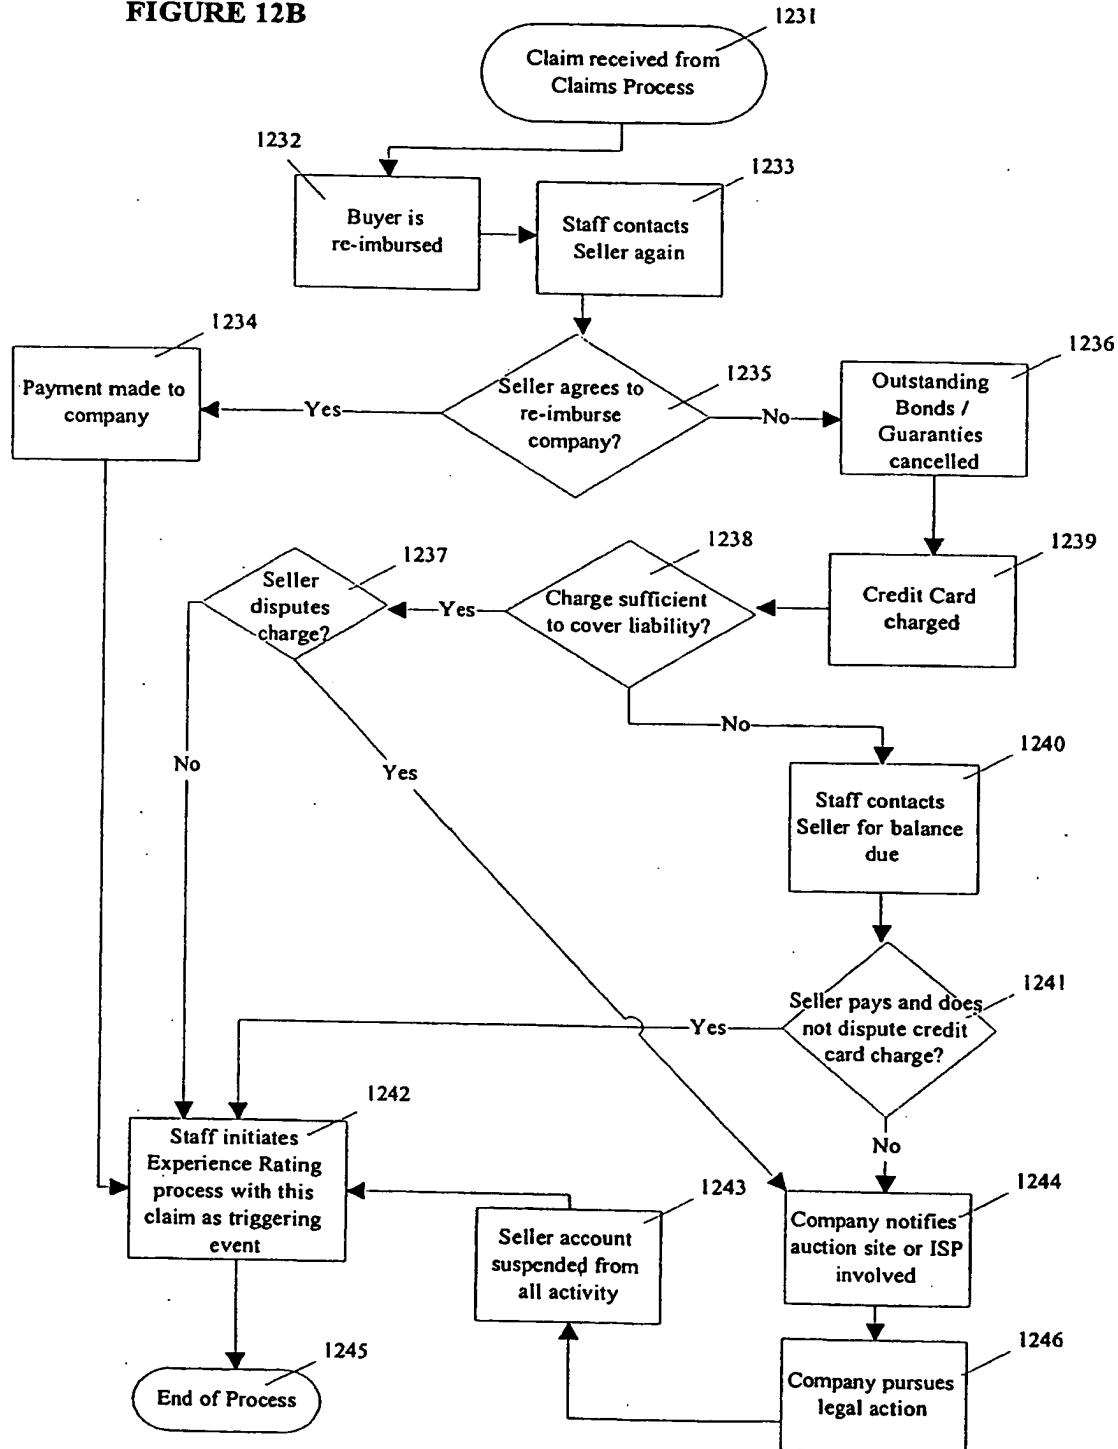 FIGURE 12B
1231
Claim received from
Claims Process
1232
Buyer is
re-imbursed
1233
Staff contacts
Seller again
1234
Payment made to
company
Yes
Seller agrees to
re-imburse
company?
1235
No
1236
Outstanding
Bonds /
Guaranties
cancelled
1237
Seller
disputes
charge?
Yes
1238
Charge sufficient
to cover liability?
1239
Credit Card
charged
No
No
Yes
1240
Staff contacts
Seller for balance
due
1241
Seller pays and does
not dispute credit
card charge?
Yes
No
1242
Staff initiates
Experience Rating
process with this
claim as triggering
event
1243
Seller account
suspended from
all activity
1244
Company notifies
auction site or ISP
involved
1245
End of Process
1246
Company pursues
legal action